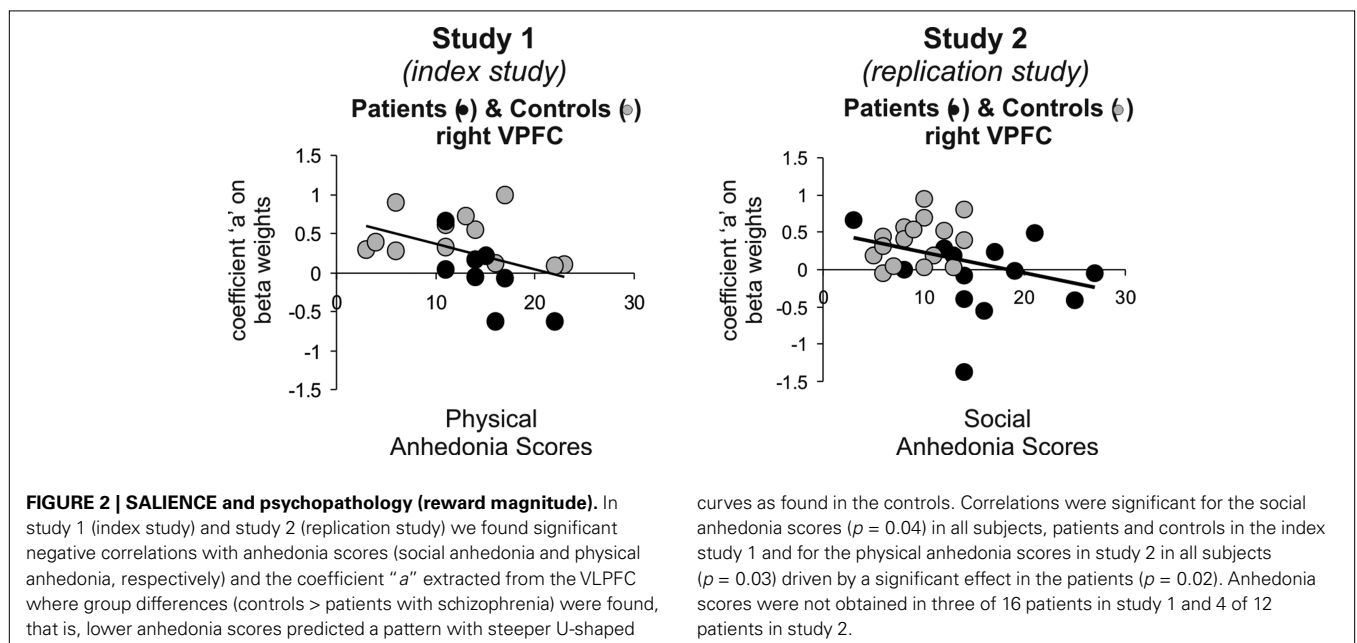 Study 1
(index study)
Patients (●) & Controls (●)
right VPFC
coefficient 'a' on
beta weights
1.5
1
0.5
0
-0.5
-1
-1.5
0
10
20
30
Physical
Anhedonia Scores
Study 2
(replication study)
Patients (●) & Controls (●)
right VPFC
coefficient 'a' on
beta weights
1.5
1
0.5
0
-0.5
-1
-1.5
0
10
20
30
Social
Anhedonia Scores
FIGURE 2 | SALIENCE and psychopathology (reward magnitude). In
study 1 (index study) and study 2 (replication study) we found significant
negative correlations with anhedonia scores (social anhedonia and physical
anhedonia, respectively) and the coefficient “a” extracted from the VLPFC
where group differences (controls > patients with schizophrenia) were found,
that is, lower anhedonia scores predicted a pattern with steeper U-shaped
curves as found in the controls. Correlations were significant for the social
anhedonia scores (p = 0.04) in all subjects, patients and controls in the index
study 1 and for the physical anhedonia scores in study 2 in all subjects
(p = 0.03) driven by a significant effect in the patients (p = 0.02). Anhedonia
scores were not obtained in three of 16 patients in study 1 and 4 of 12
patients in study 2.